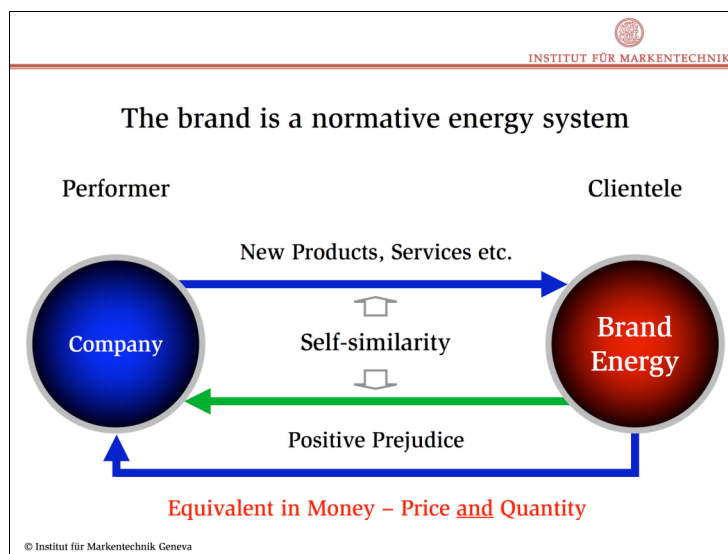 INSTITUT FÜR MARKENTECHNIK
The brand is a normative energy system
Performer
Clientele
New Products, Services etc.
Company
Self-similarity
Brand
Energy
Positive Prejudice
Equivalent in Money – Price and Quantity
© Institut für Markentechnik Geneva